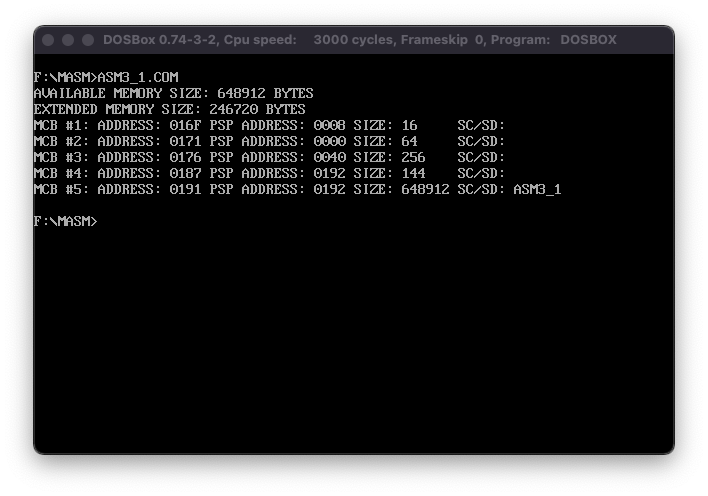 DOSBox 0.74-3-2, Cpu speed: 3000 cycles, Frameskip 0, Program: DOSBOX
F:\MASM>ASM3_1.COM
AVAILABLE MEMORY SIZE: 648912 BYTES
EXTENDED MEMORY SIZE: 246720 BYTES
MCB #1: ADDRESS: 016F PSP ADDRESS: 0008 SIZE: 16 SC/SD:
MCB #2: ADDRESS: 0171 PSP ADDRESS: 0000 SIZE: 64 SC/SD:
MCB #3: ADDRESS: 0176 PSP ADDRESS: 0040 SIZE: 256 SC/SD:
MCB #4: ADDRESS: 0187 PSP ADDRESS: 0192 SIZE: 144 SC/SD:
MCB #5: ADDRESS: 0191 PSP ADDRESS: 0192 SIZE: 648912 SC/SD: ASM3_1
F:\MASM>